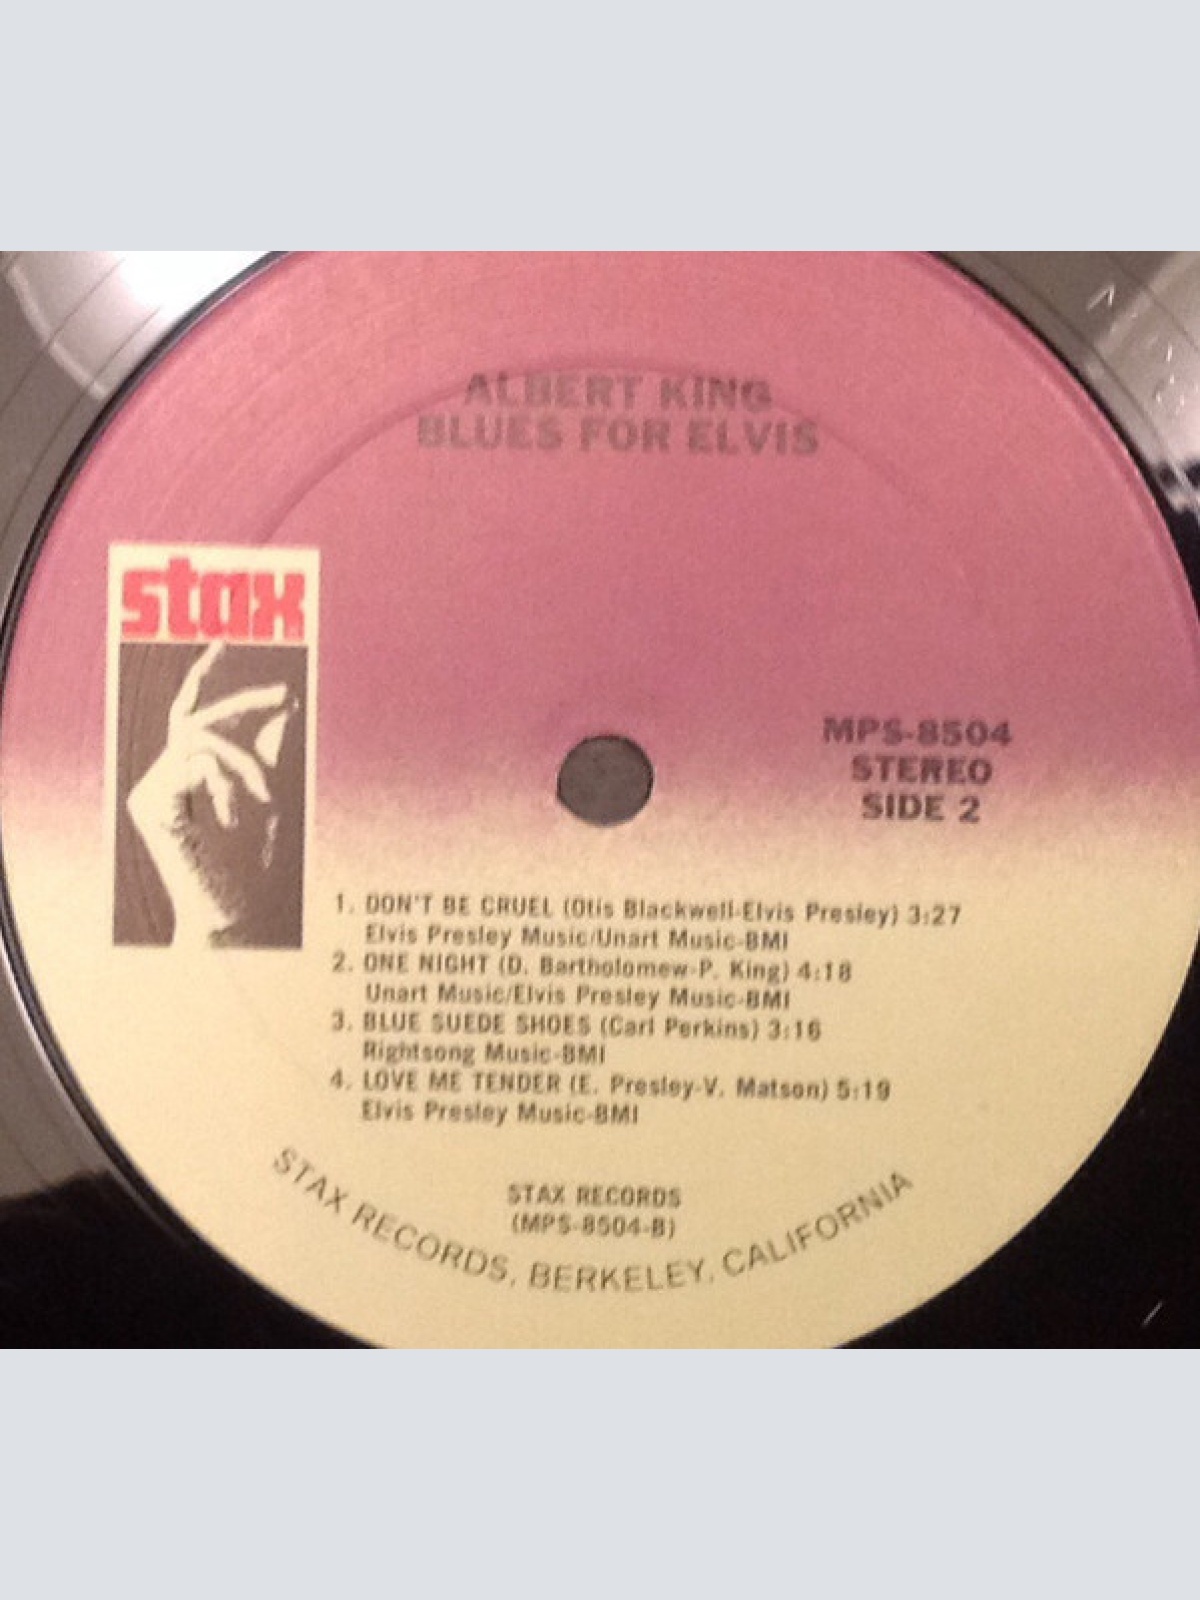 ALBERT KING
BLUES FOR ELVIS
stax
MPS-8504
STEREO
SIDE 2
1. DON'T BE CRUEL (Otis Blackwell-Elvis Presley) 3:27
Elvis Presley Music/Unart Music-BMI
2. ONE NIGHT (D. Bartholomew-P. King) 4:18
Unart Music/Elvis Presley Music-BMI
3. BLUE SUEDE SHOES (Carl Perkins) 3:16
Rightsong Music-BMI
4. LOVE ME TENDER (E. Presley-V. Matson) 5:19
Elvis Presley Music-BMI
STAX RECORDS
(MPS-8504-B)
STAX RECORDS, BERKELEY, CALIFORNIA